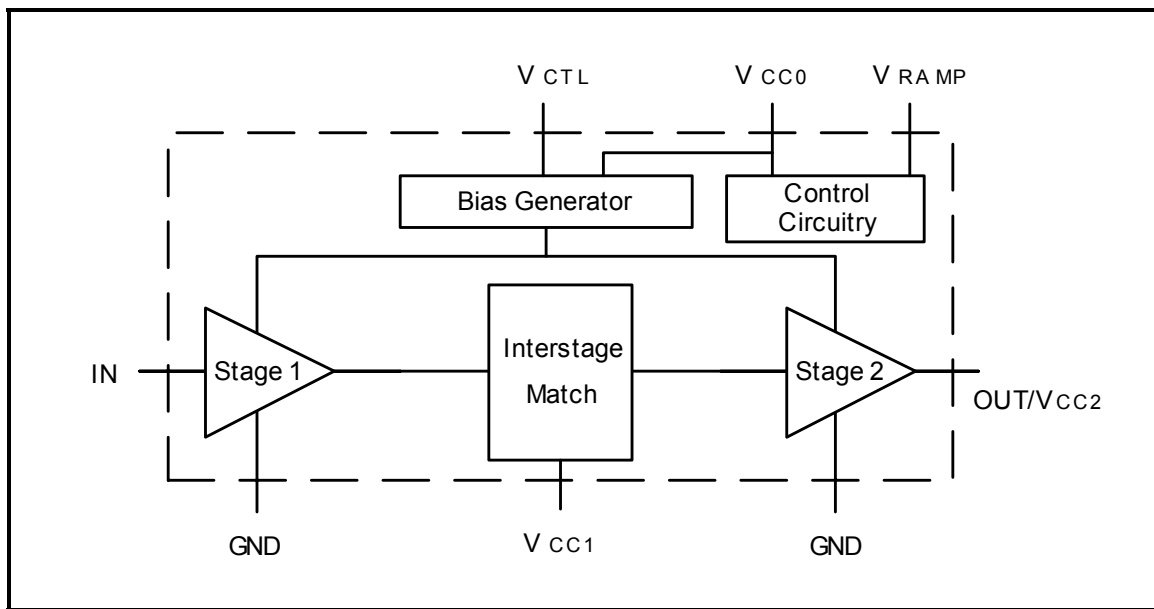 V CTL
V CC0
V RAMP
Bias Generator
Control
Circuitry
IN
Stage 1
Interstage
Match
Stage 2
OUT/VCC2
GND
V CC1
GND